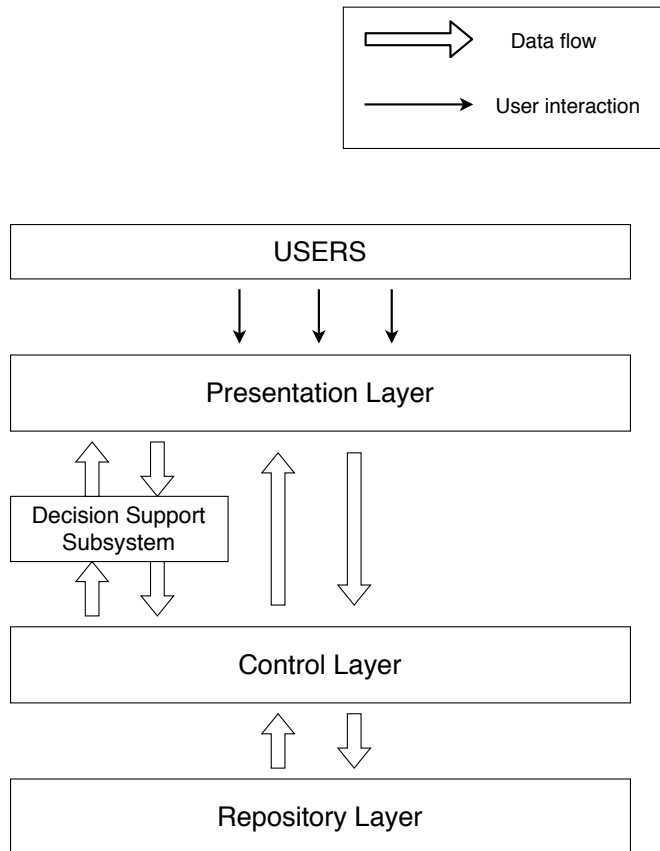 Data flow
User interaction
USERS
Presentation Layer
Decision Support
Subsystem
Control Layer
Repository Layer